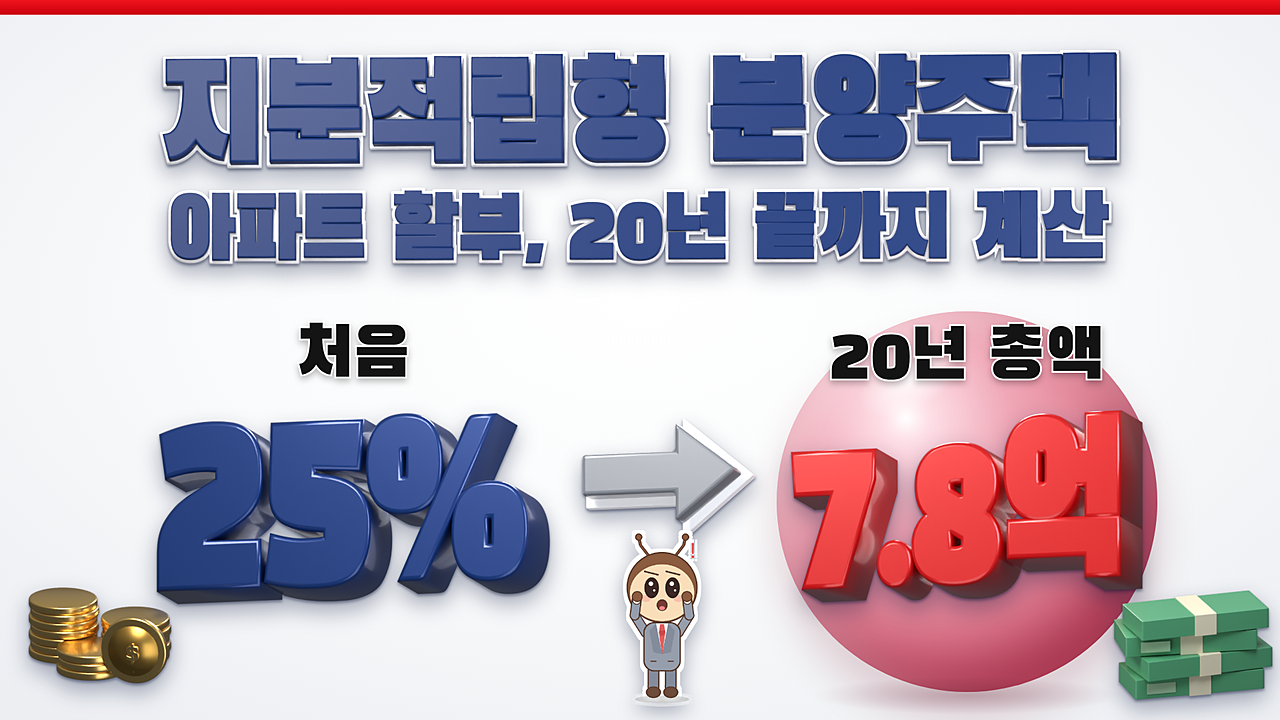 지분적립형 분양주택
아파트 할부, 20년 끝까지 계산
처음
20년 총액
25%
7.8억
!
$